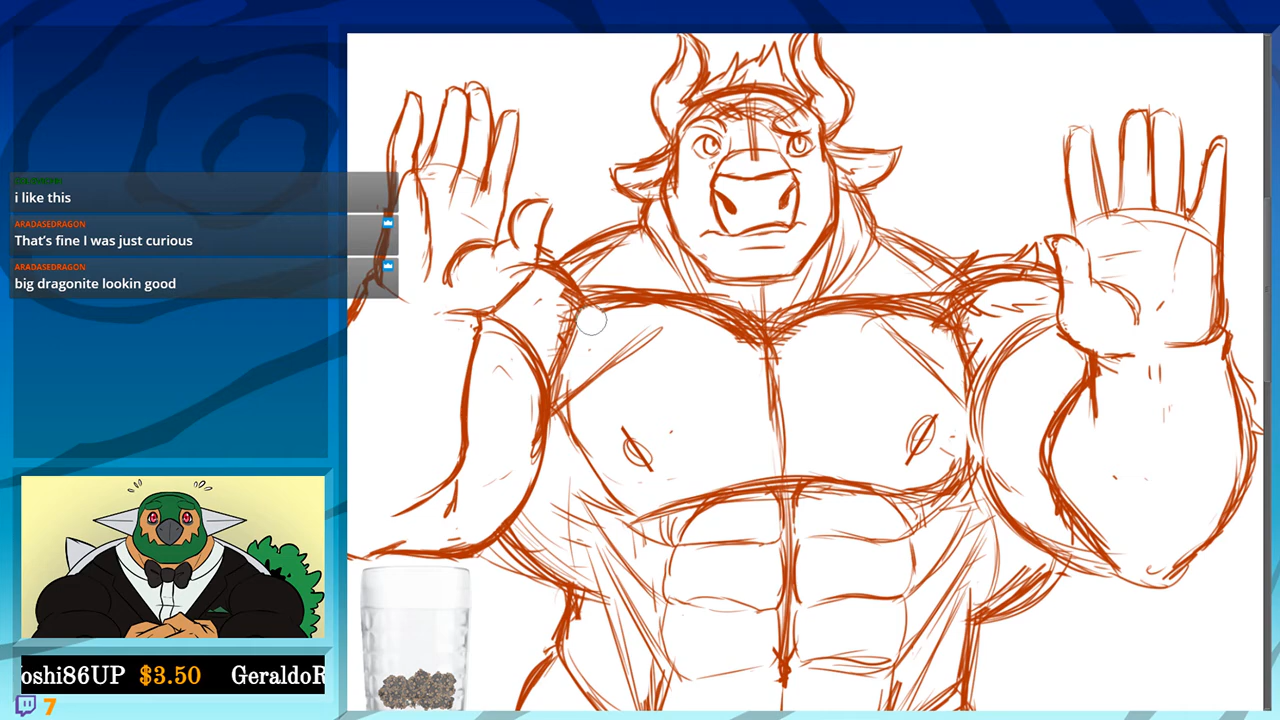 i like this
ARADASEDRAGON
That's fine I was just curious
ARADASEDRAGON
big dragonite lookin good
oshi86UP $3.50 GeraldoR
7